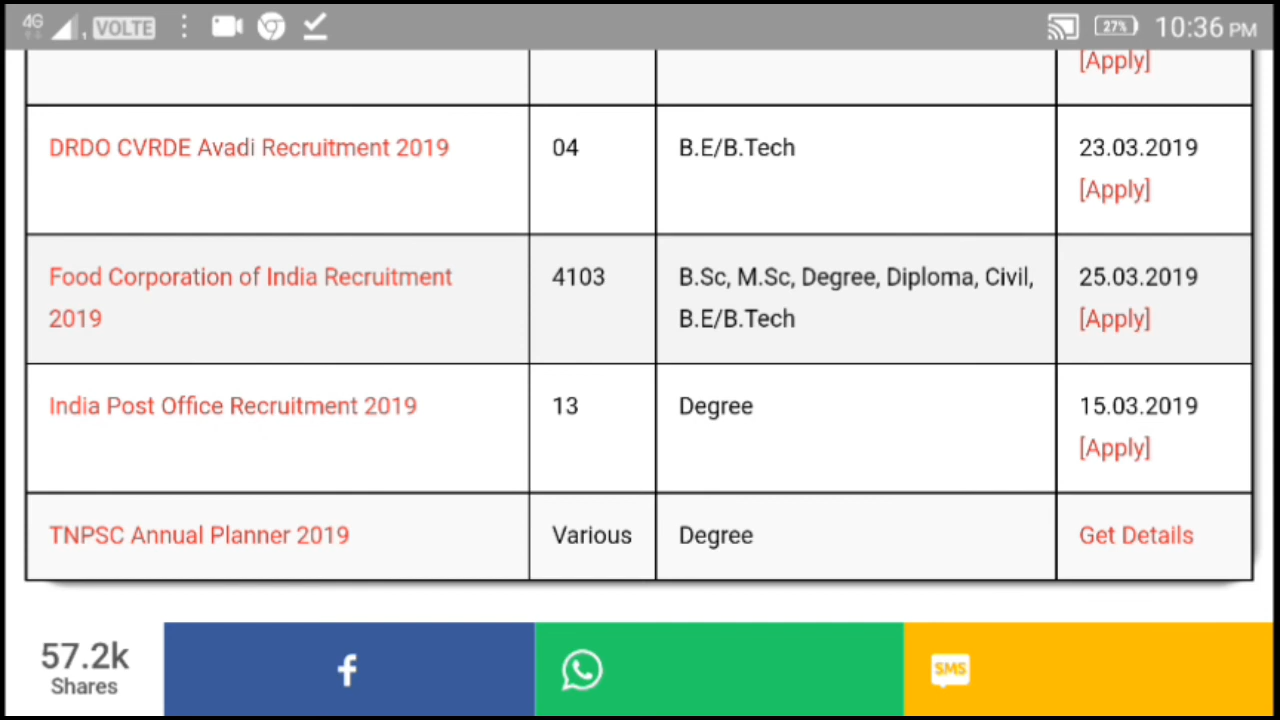 4G , VOLTE 27% 10:36 PM
[Apply]
DRDO CVRDE Avadi Recruitment 2019 04 B.E/B.Tech 23.03.2019
[Apply]
Food Corporation of India Recruitment 4103 B.Sc, M.Sc, Degree, Diploma, Civil, 25.03.2019
2019 B.E/B.Tech [Apply]
India Post Office Recruitment 2019 13 Degree 15.03.2019
[Apply]
TNPSC Annual Planner 2019 Various Degree Get Details
57.2k
Shares
SMS